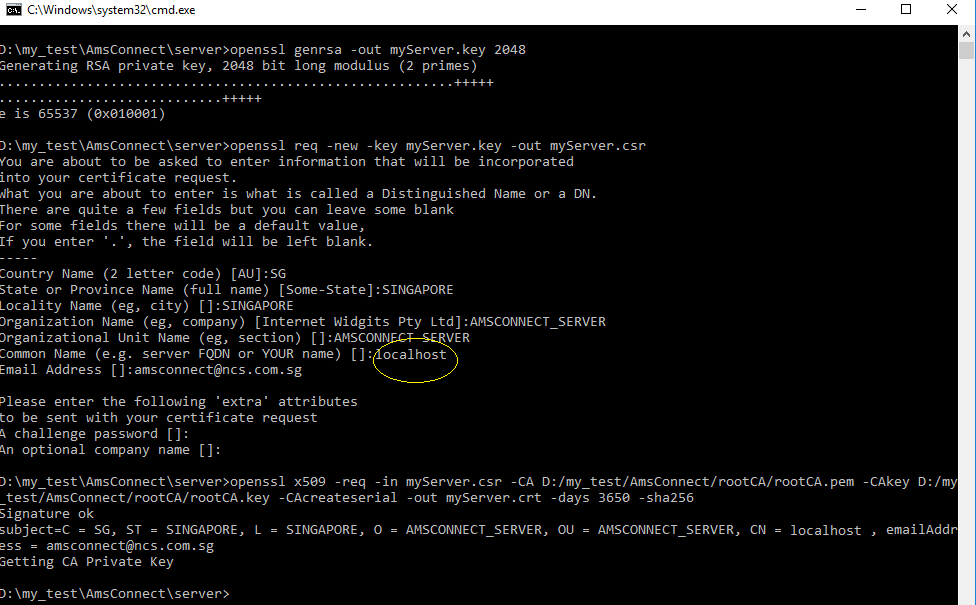 C:\Windows\system32\cmd.exe
D:\my_test\AmsConnect\server>openssl genrsa -out myServer.key 2048
Generating RSA private key, 2048 bit long modulus (2 primes)
..........................................................+++++
............................+++++
e is 65537 (0x010001)
D:\my_test\AmsConnect\server>openssl req -new -key myServer.key -out myServer.csr
You are about to be asked to enter information that will be incorporated
into your certificate request.
What you are about to enter is what is called a Distinguished Name or a DN.
There are quite a few fields but you can leave some blank
For some fields there will be a default value,
If you enter '.', the field will be left blank.
-----
Country Name (2 letter code) [AU]:SG
State or Province Name (full name) [Some-State]:SINGAPORE
Locality Name (eg, city) []:SINGAPORE
Organization Name (eg, company) [Internet Widgits Pty Ltd]:AMSCONNECT_SERVER
Organizational Unit Name (eg, section) []:AMSCONNECT_SERVER
Common Name (e.g. server FQDN or YOUR name) []:localhost
Email Address []:amsconnect@ncs.com.sg
Please enter the following 'extra' attributes
to be sent with your certificate request
A challenge password []:
An optional company name []:
D:\my_test\AmsConnect\server>openssl x509 -req -in myServer.csr -CA D:/my_test/AmsConnect/rootCA/rootCA.pem -CAkey D:/my
_test/AmsConnect/rootCA/rootCA.key -CAcreateserial -out myServer.crt -days 3650 -sha256
Signature ok
subject=C = SG, ST = SINGAPORE, L = SINGAPORE, O = AMSCONNECT_SERVER, OU = AMSCONNECT_SERVER, CN = localhost , emailAddr
ess = amsconnect@ncs.com.sg
Getting CA Private Key
D:\my_test\AmsConnect\server>